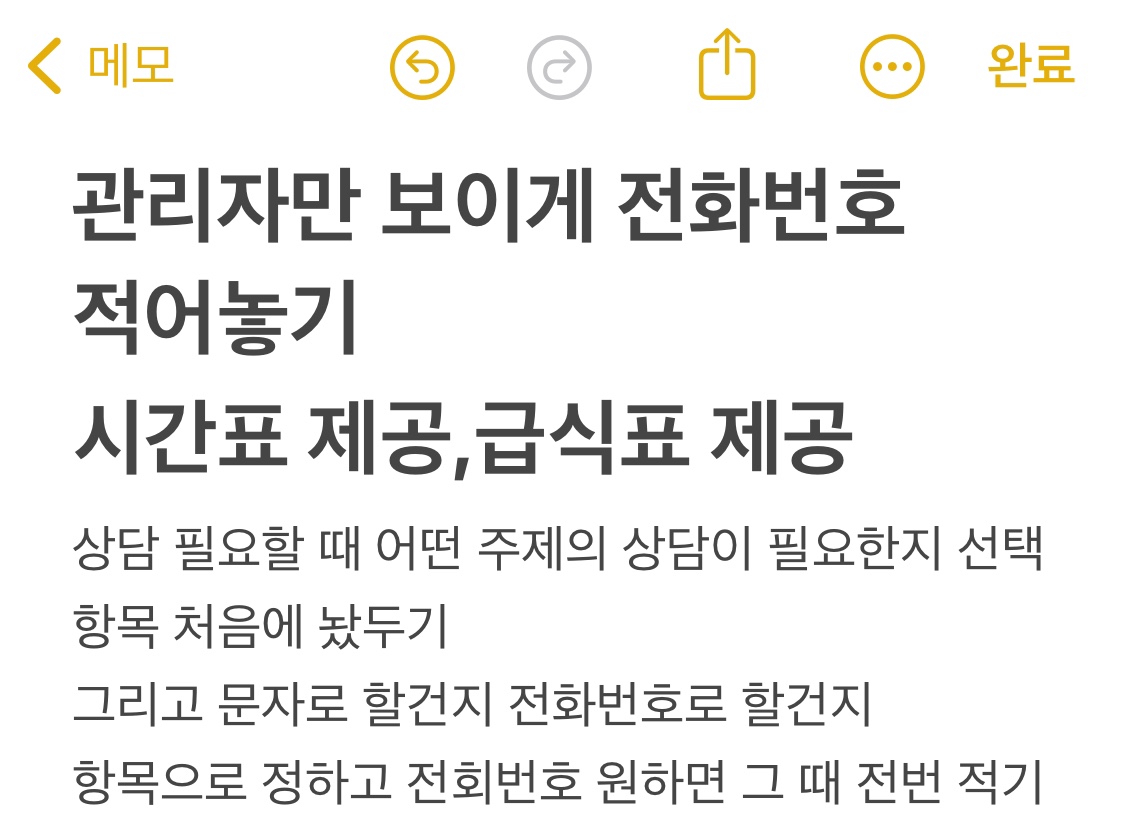 메모
완료
관리자만 보이게 전화번호
적어놓기
시간표 제공,급식표 제공
상담 필요할 때 어떤 주제의 상담이 필요한지 선택
항목 처음에 놨두기
그리고 문자로 할건지 전화번호로 할건지
항목으로 정하고 전회번호 원하면 그 때 전번 적기